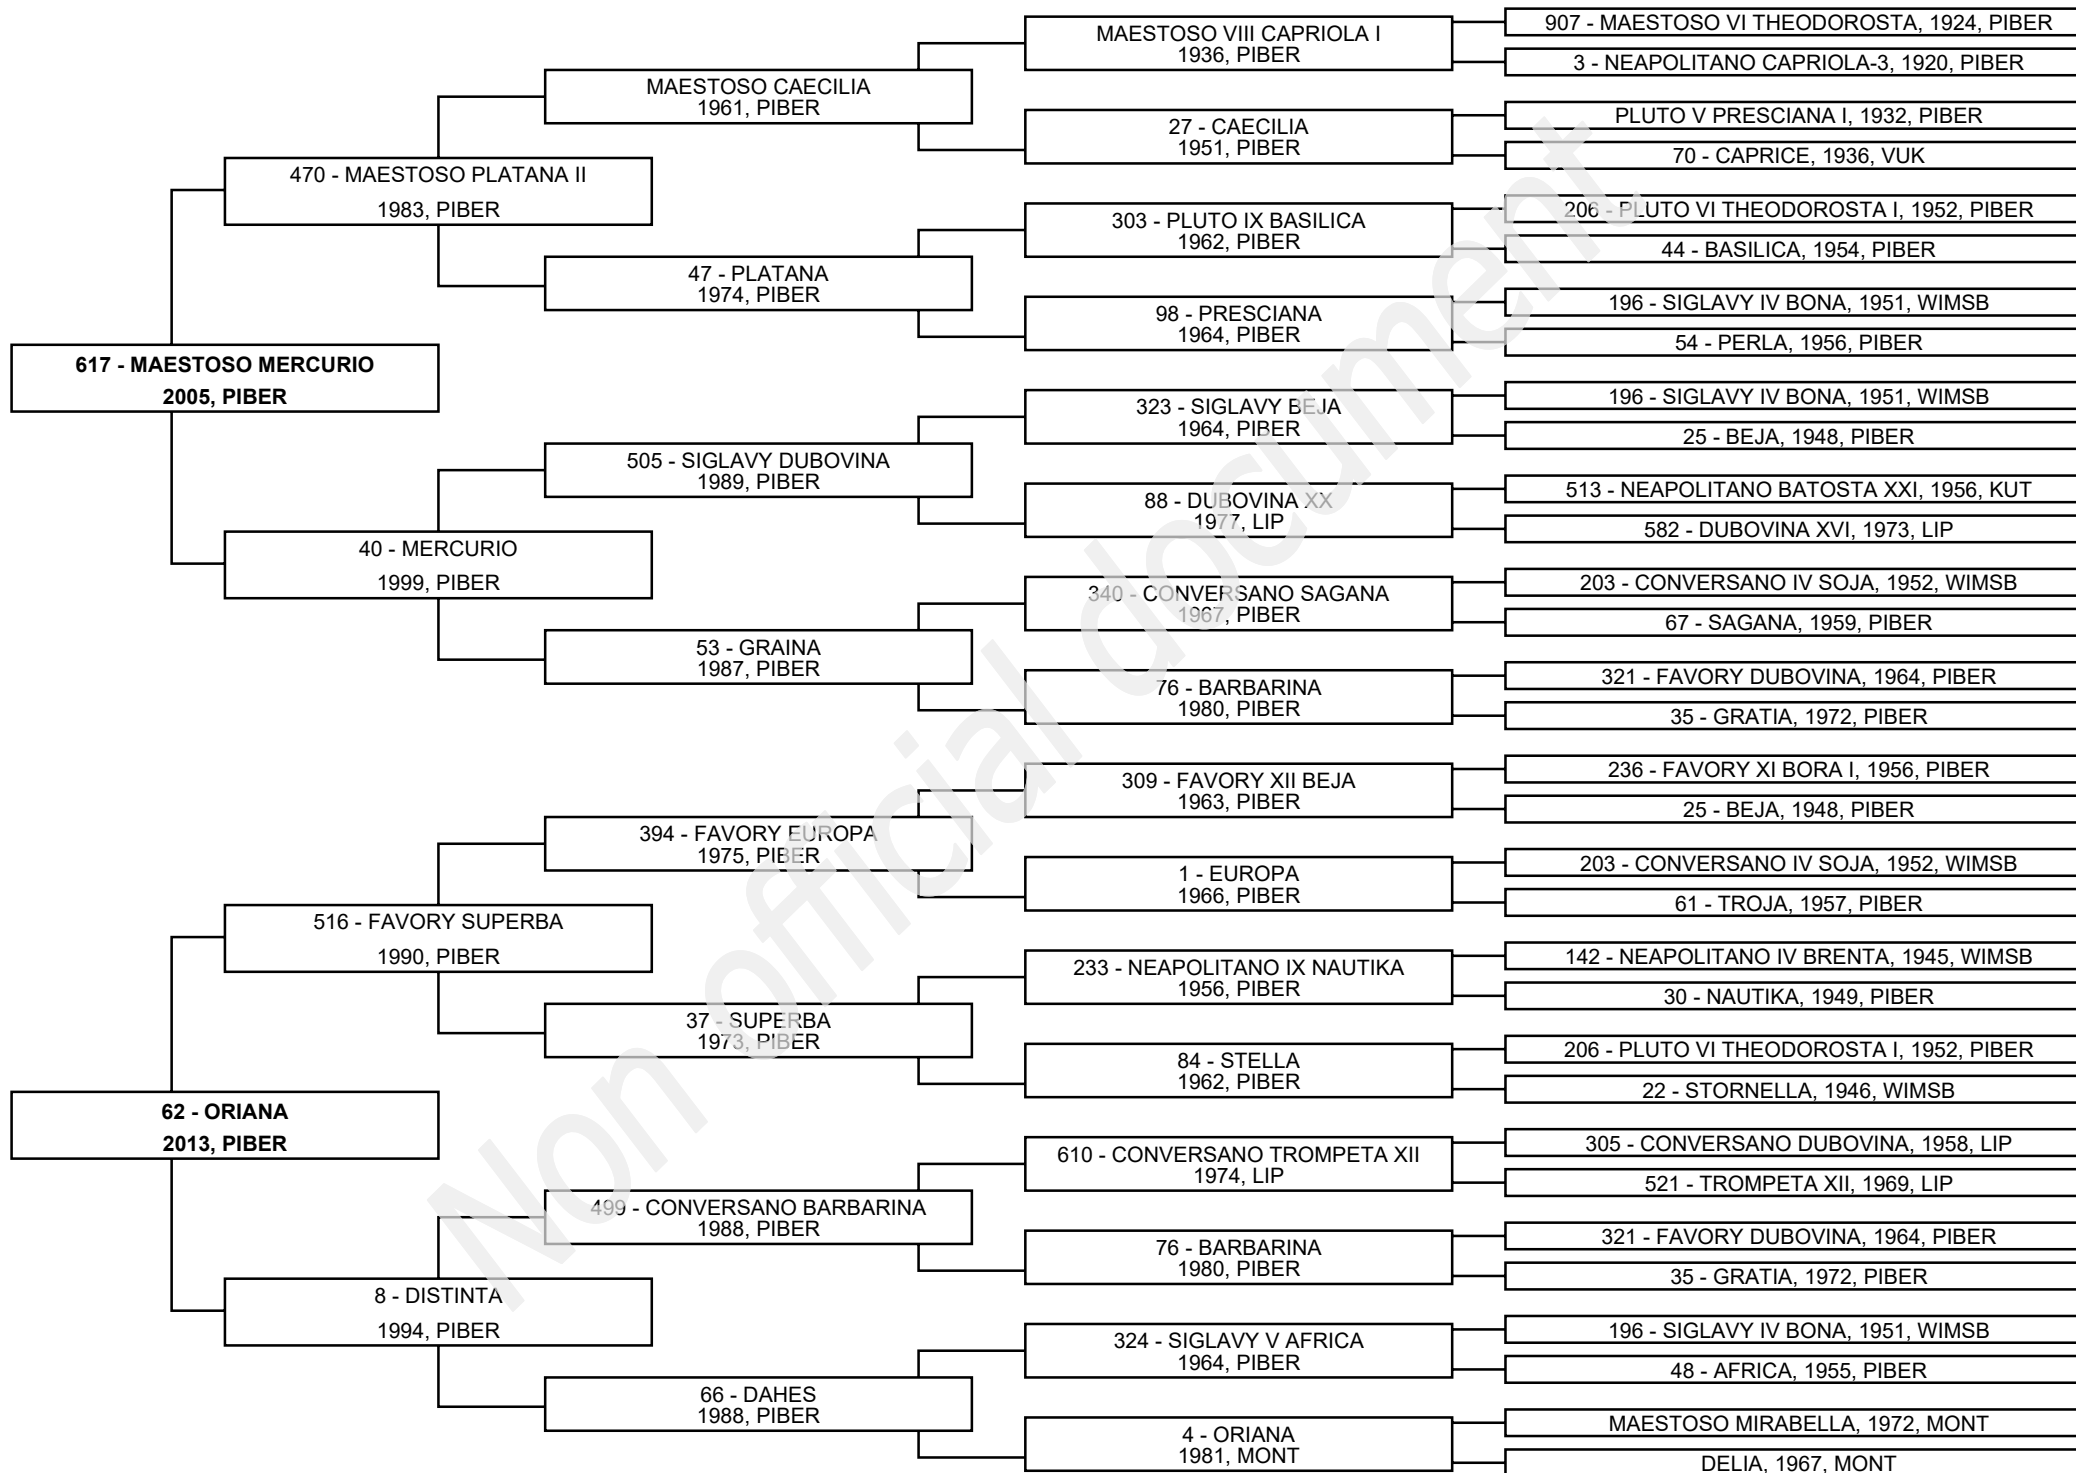 907 - MAESTOSO VI THEODOROSTA, 1924, PIBER
MAESTOSO VIII CAPRIOLA I
1936, PIBER
3 - NEAPOLITANO CAPRIOLA-3, 1920, PIBER
MAESTOSO CAECILIA
1961, PIBER
PLUTO V PRESCIANA I, 1932, PIBER
27 - CAECILIA
1951, PIBER
70 - CAPRICE, 1936, VUK
470 - MAESTOSO PLATANA II
1983, PIBER
206 - PLUTO VI THEODOROSTA I, 1952, PIBER
303 - PLUTO IX BASILICA
1962, PIBER
44 - BASILICA, 1954, PIBER
47 - PLATANA
1974, PIBER
196 - SIGLAVY IV BONA, 1951, WIMSB
98 - PRESCIANA
1964, PIBER
54 - PERLA, 1956, PIBER
617 - MAESTOSO MERCURIO
2005, PIBER
196 - SIGLAVY IV BONA, 1951, WIMSB
323 - SIGLAVY BEJA
1964, PIBER
25 - BEJA, 1948, PIBER
505 - SIGLAVY DUBOVINA
1989, PIBER
513 - NEAPOLITANO BATOSTA XXI, 1956, KUT
88 - DUBOVINA XX
1977, LIP
582 - DUBOVINA XVI, 1973, LIP
40 - MERCURIO
1999, PIBER
203 - CONVERSANO IV SOJA, 1952, WIMSB
340 - CONVERSANO SAGANA
1967, PIBER
67 - SAGANA, 1959, PIBER
53 - GRAINA
1987, PIBER
321 - FAVORY DUBOVINA, 1964, PIBER
76 - BARBARINA
1980, PIBER
35 - GRATIA, 1972, PIBER
236 - FAVORY XI BORA I, 1956, PIBER
309 - FAVORY XII BEJA
1963, PIBER
25 - BEJA, 1948, PIBER
394 - FAVORY EUROPA
1975, PIBER
203 - CONVERSANO IV SOJA, 1952, WIMSB
1 - EUROPA
1966, PIBER
61 - TROJA, 1957, PIBER
516 - FAVORY SUPERBA
1990, PIBER
142 - NEAPOLITANO IV BRENTA, 1945, WIMSB
233 - NEAPOLITANO IX NAUTIKA
1956, PIBER
30 - NAUTIKA, 1949, PIBER
37 - SUPERBA
1973, PIBER
206 - PLUTO VI THEODOROSTA I, 1952, PIBER
84 - STELLA
1962, PIBER
22 - STORNELLA, 1946, WIMSB
62 - ORIANA
2013, PIBER
305 - CONVERSANO DUBOVINA, 1958, LIP
610 - CONVERSANO TROMPETA XII
1974, LIP
521 - TROMPETA XII, 1969, LIP
499 - CONVERSANO BARBARINA
1988, PIBER
321 - FAVORY DUBOVINA, 1964, PIBER
76 - BARBARINA
1980, PIBER
35 - GRATIA, 1972, PIBER
8 - DISTINTA
1994, PIBER
196 - SIGLAVY IV BONA, 1951, WIMSB
324 - SIGLAVY V AFRICA
1964, PIBER
48 - AFRICA, 1955, PIBER
66 - DAHES
1988, PIBER
MAESTOSO MIRABELLA, 1972, MONT
4 - ORIANA
1981, MONT
DELIA, 1967, MONT
Non official document